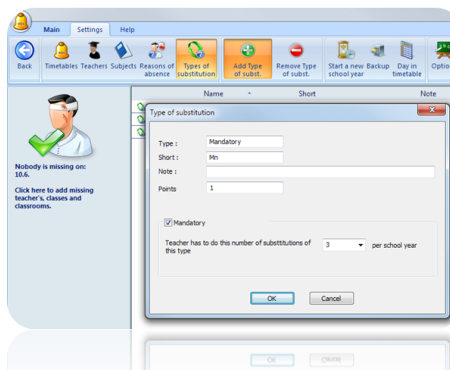 Main Settings Help
Back Timetables Teachers Subjects Reasons of absence Types of substitution Add Type of subst. Remove Type of subst. Start a new school year Backup Day in timetable Optio
Name Short Note
Type of substitution
Nobody is missing on:
10.6.
Click here to add missing
teacher's, classes and
classrooms.
Type : Mandatory
Short : Mn
Note :
Points 1
Mandatory
Teacher has to do this number of substitutions of
this type
3 per school year
OK Cancel
OK Cancel